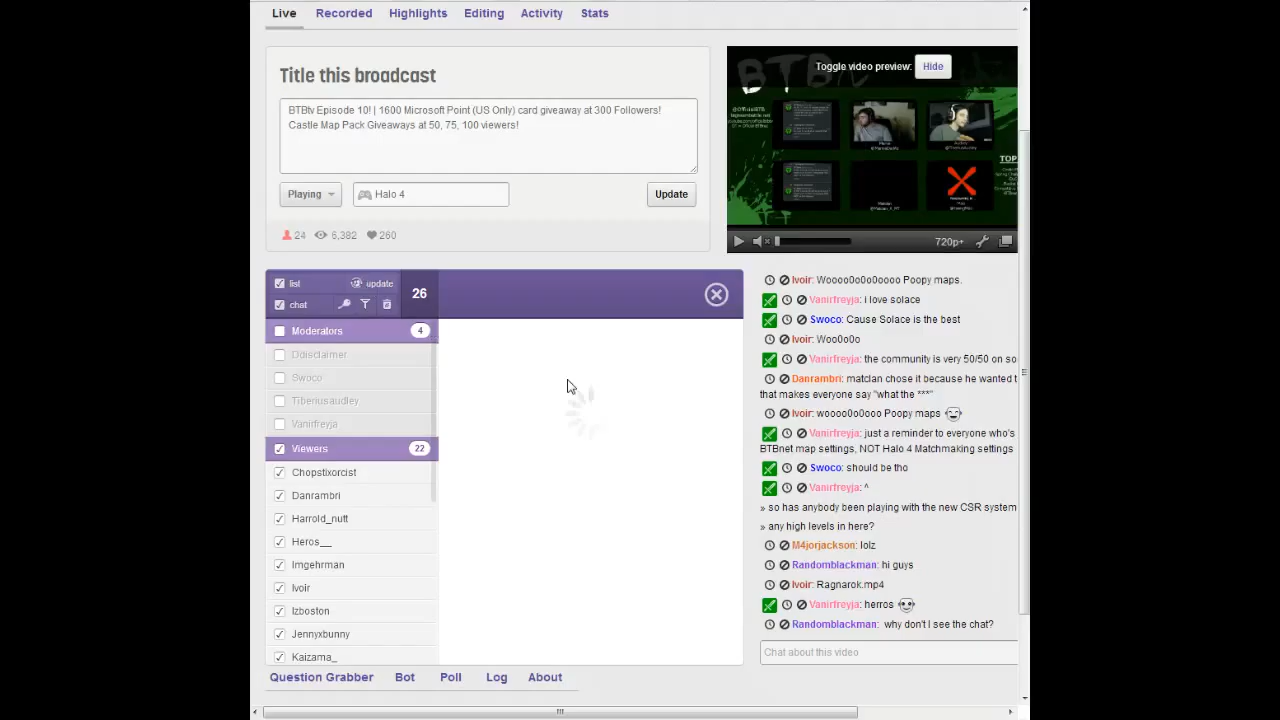 Live Recorded Highlights Editing Activity Stats
Title this broadcast
BTBN Episode 10! | 1600 Microsoft Point (US Only) card giveaway at 300 Followers!
Castle Map Pack Giveaways at 50, 75, 100 viewers!
Playing Halo 4 Update
24 6,382 260
Toggle video preview: Hide
TOP
720p+
list update
chat
26
Moderators 4
Ddisclaimer
Swoco
Tiberiusaudley
Vanirfreyja
Viewers 22
Chopstixorcist
Danrambri
Harrold_nutt
Heros__
Imgehrman
Ivoir
Izboston
Jennyxbunny
Kaizama_
Question Grabber Bot Poll Log About
Ivoir: Woooo0o0o0oooo Poopy maps.
Vanirfreyja: i love solace
Swoco: Cause Solace is the best
Ivoir: Woo0o0o
Vanirfreyja: the community is very 50/50 on so
Danrambri: matclan chose it because he wanted t
that makes everyone say "what the ***"
Ivoir: woooo0o0ooo Poopy maps
Vanirfreyja: just a reminder to everyone who's
BTBnet map settings, NOT Halo 4 Matchmaking settings
Swoco: should be tho
Vanirfreyja: ^
» so has anybody been playing with the new CSR system
» any high levels in here?
M4jorjackson: lolz
Randomblackman: hi guys
Ivoir: Ragnarok.mp4
Vanirfreyja: herros
Randomblackman: why don't I see the chat?
Chat about this video